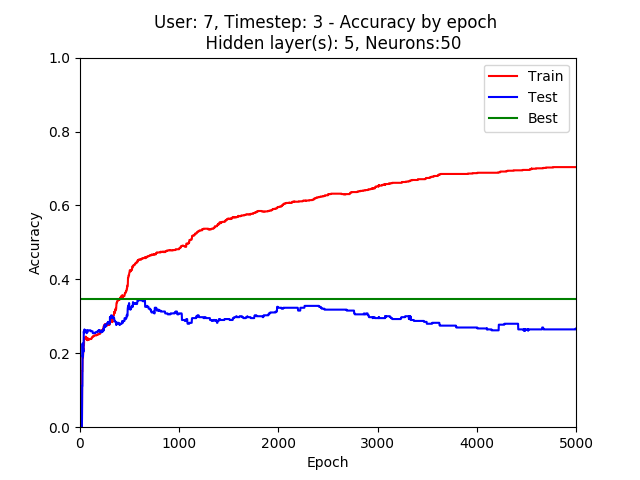 User: 7, Timestep: 3 - Accuracy by epoch
Hidden layer(s): 5, Neurons:50
1.0
0.8
0.6
0.4
0.2
0.0
Accuracy
Train
Test
Best
0
1000
2000
3000
4000
5000
Epoch